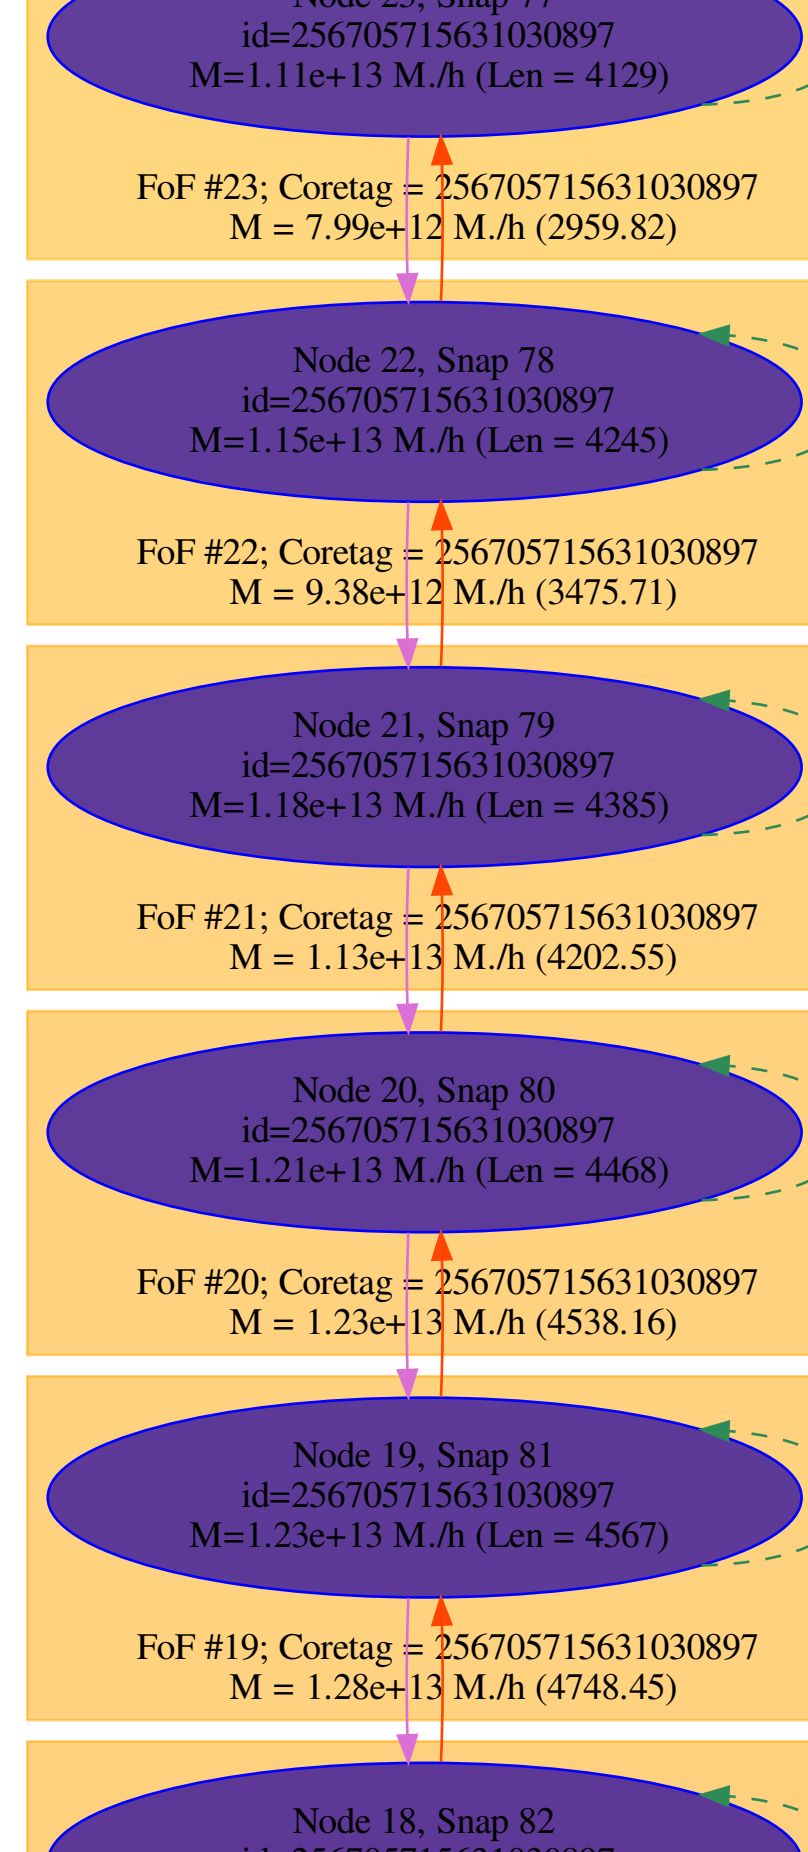 Node 23, Snap 77
id=256705715631030897
M=1.11e+13 M./h (Len = 4129)
FoF #23; Coretag = 256705715631030897
M = 7.99e+12 M./h (2959.82)
Node 22, Snap 78
id=256705715631030897
M=1.15e+13 M./h (Len = 4245)
FoF #22; Coretag = 256705715631030897
M = 9.38e+12 M./h (3475.71)
Node 21, Snap 79
id=256705715631030897
M=1.18e+13 M./h (Len = 4385)
FoF #21; Coretag = 256705715631030897
M = 1.13e+13 M./h (4202.55)
Node 20, Snap 80
id=256705715631030897
M=1.21e+13 M./h (Len = 4468)
FoF #20; Coretag = 256705715631030897
M = 1.23e+13 M./h (4538.16)
Node 19, Snap 81
id=256705715631030897
M=1.23e+13 M./h (Len = 4567)
FoF #19; Coretag = 256705715631030897
M = 1.28e+13 M./h (4748.45)
Node 18, Snap 82